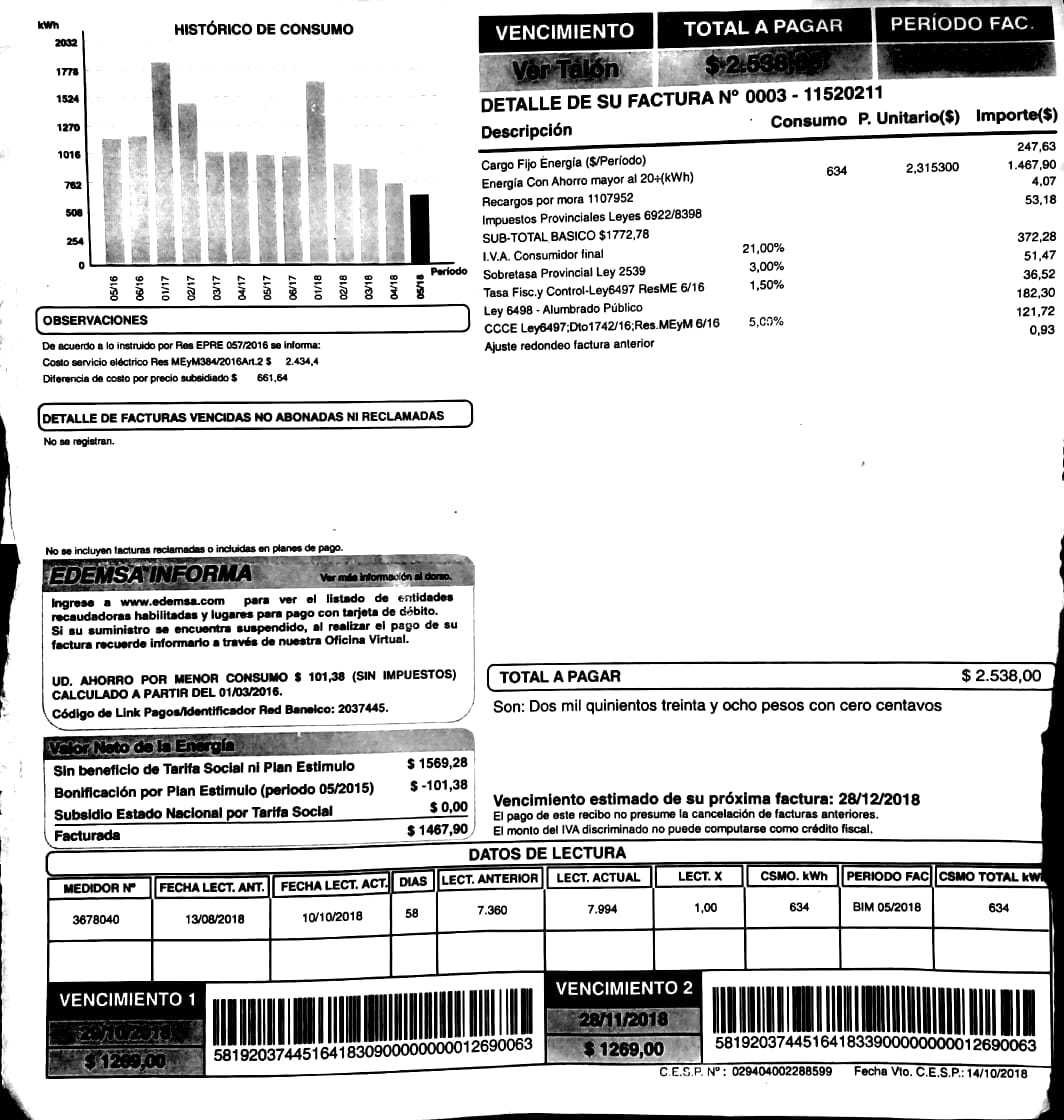 kWh
HISTÓRICO DE CONSUMO
2032
1778
1524
1270
1016
762
508
254
0
05/16
06/16
01/17
02/17
03/17
04/17
05/17
06/17
01/18
02/18
03/18
04/18
05/18
Período
OBSERVACIONES
De acuerdo a lo instruido por Res EPRE 057/2016 se informa:
Costo servicio eléctrico Res MEyM384/2016Art.2 $ 2.434,4
Diferencia de costo por precio subsidiado $ 661,64
DETALLE DE FACTURAS VENCIDAS NO ABONADAS NI RECLAMADAS
No se registran.
No se incluyen facturas reclamadas o incluidas en planes de pago.
VENCIMIENTO TOTAL A PAGAR PERÍODO FAC.
Ver Talón $ 2.538,00
DETALLE DE SU FACTURA N° 0003 - 11520211
Descripción Consumo P. Unitario($) Importe($)
Cargo Fijo Energía ($/Período) 247,63
Energía Con Ahorro mayor al 20÷(kWh) 634 2,315300 1.467,90
Recargos por mora 1107952 4,07
Impuestos Provinciales Leyes 6922/8398 53,18
SUB-TOTAL BASICO $1772,78
I.V.A. Consumidor final 21,00% 372,28
Sobretasa Provincial Ley 2539 3,00% 51,47
Tasa Fisc.y Control-Ley6497 ResME 6/16 1,50% 36,52
Ley 6498 - Alumbrado Público 182,30
CCCE Ley6497;Dto1742/16;Res.MEyM 6/16 5,00% 121,72
Ajuste redondeo factura anterior 0,93
EDEMSA INFORMA Ver más información al dorso.
Ingrese a www.edemsa.com para ver el listado de entidades
recaudadoras habilitadas y lugares para pago con tarjeta de débito.
Si su suministro se encuentra suspendido, al realizar el pago de su
factura recuerde informarlo a través de nuestra Oficina Virtual.
UD. AHORRO POR MENOR CONSUMO $ 101,38 (SIN IMPUESTOS)
CALCULADO A PARTIR DEL 01/03/2016.
Código de Link Pagos/Identificador Red Banelco: 2037445.
Valor Neto de la Energía
Sin beneficio de Tarifa Social ni Plan Estimulo $ 1569,28
Bonificación por Plan Estimulo (periodo 05/2015) $ -101,38
Subsidio Estado Nacional por Tarifa Social $ 0,00
Facturada $ 1467,90
TOTAL A PAGAR $ 2.538,00
Son: Dos mil quinientos treinta y ocho pesos con cero centavos
Vencimiento estimado de su próxima factura: 28/12/2018
El pago de este recibo no presume la cancelación de facturas anteriores.
El monto del IVA discriminado no puede computarse como crédito fiscal.
DATOS DE LECTURA
MEDIDOR N° FECHA LECT. ANT. FECHA LECT. ACT. DIAS LECT. ANTERIOR LECT. ACTUAL LECT. X CSMO. kWh PERIODO FAC CSMO TOTAL kW
3678040 13/08/2018 10/10/2018 58 7.360 7.994 1,00 634 BIM 05/2018 634
VENCIMIENTO 1
29/10/2018
$ 1269,00
5819203744516418309000000000012690063
VENCIMIENTO 2
28/11/2018
$ 1269,00
5819203744516418339000000000012690063
C.E.S.P. N°: 029404002288599 Fecha Vto. C.E.S.P.: 14/10/2018